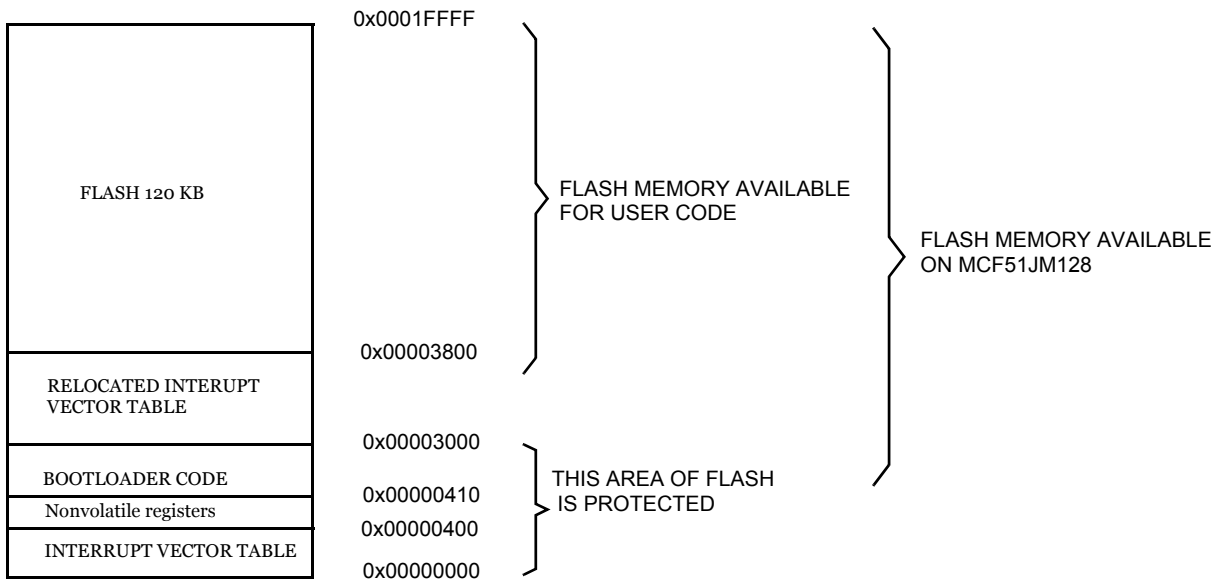 0x0001FFFF
FLASH 120 KB
FLASH MEMORY AVAILABLE
FOR USER CODE
FLASH MEMORY AVAILABLE
ON MCF51JM128
0x00003800
RELOCATED INTERUPT
VECTOR TABLE
0x00003000
BOOTLOADER CODE
THIS AREA OF FLASH
IS PROTECTED
0x00000410
Nonvolatile registers
0x00000400
INTERRUPT VECTOR TABLE
0x00000000